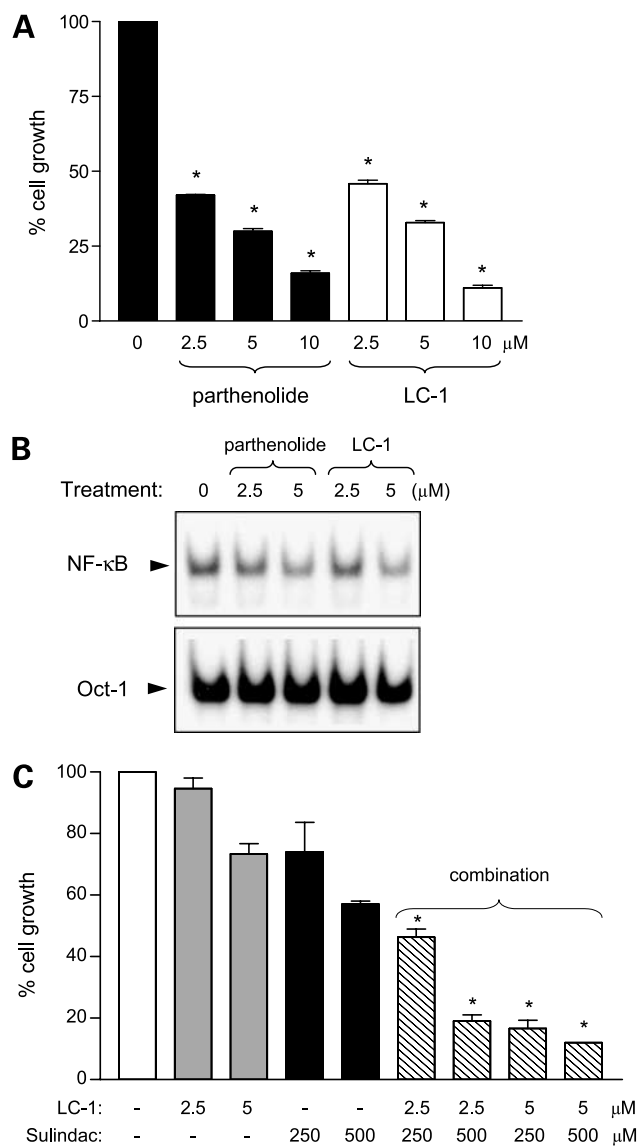 A
% cell growth
100
75
50
25
0
* * * * * *
0 2.5 5 10 2.5 5 10 μM
parthenolide LC-1
B
parthenolide LC-1
Treatment: 0 2.5 5 2.5 5 (μM)
NF-κB
Oct-1
C
% cell growth
100
80
60
40
20
0
combination
* * * *
LC-1: - 2.5 5 - - 2.5 2.5 5 5 μM
Sulindac: - - - 250 500 250 500 250 500 μM